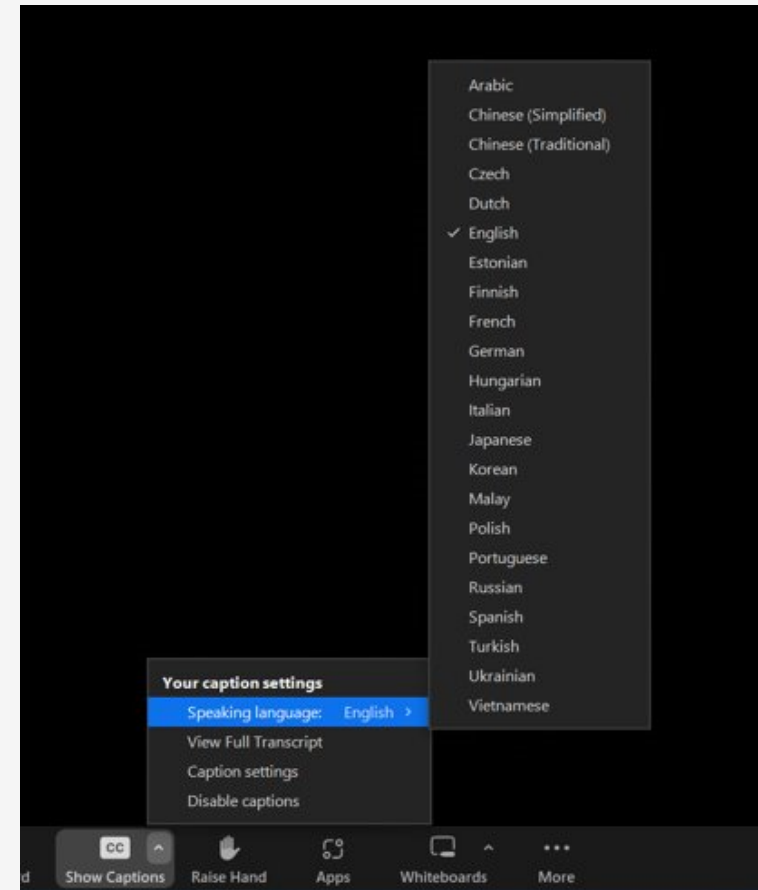 Arabic
Chinese (Simplified)
Chinese (Traditional)
Czech
Dutch
English
Estonian
Finnish
French
German
Hungarian
Italian
Japanese
Korean
Malay
Polish
Portuguese
Russian
Spanish
Turkish
Ukrainian
Vietnamese
Your caption settings
Speaking language: English >
View Full Transcript
Caption settings
Disable captions
CC
Show Captions Raise Hand Apps Whiteboards More